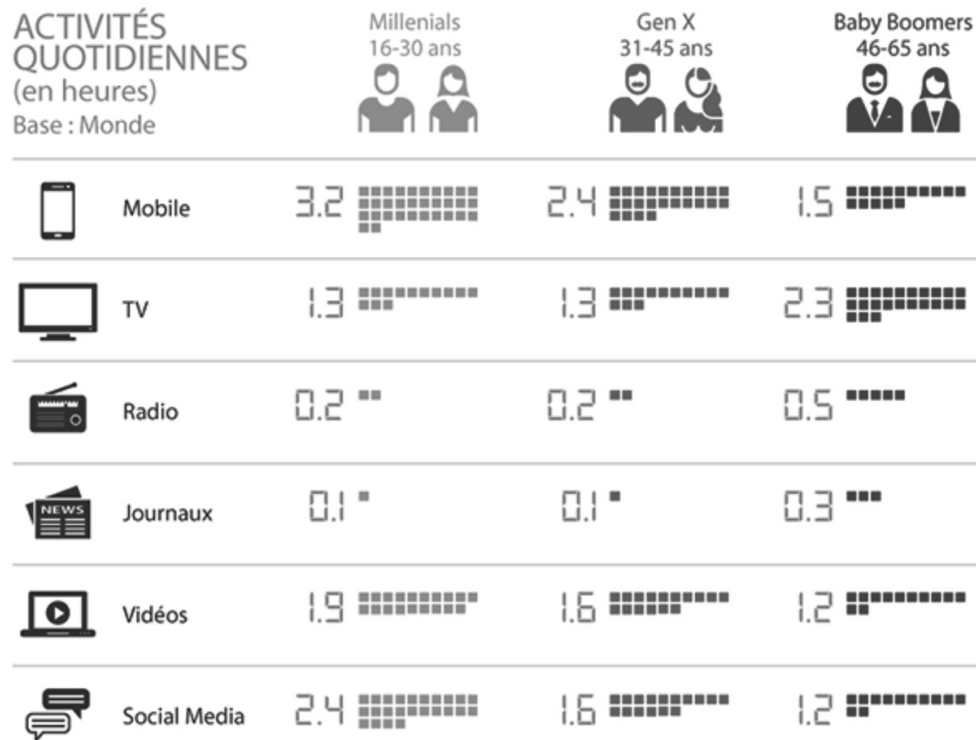 ACTIVITÉS
QUOTIDIENNES
(en heures)
Base : Monde
Millenials
16-30 ans
Gen X
31-45 ans
Baby Boomers
46-65 ans
Mobile 3.2 2.4 1.5
TV 1.3 1.3 2.3
Radio 0.2 0.2 0.5
NEWS
Journaux 0.1 0.1 0.3
Vidéos 1.9 1.6 1.2
Social Media 2.4 1.6 1.2